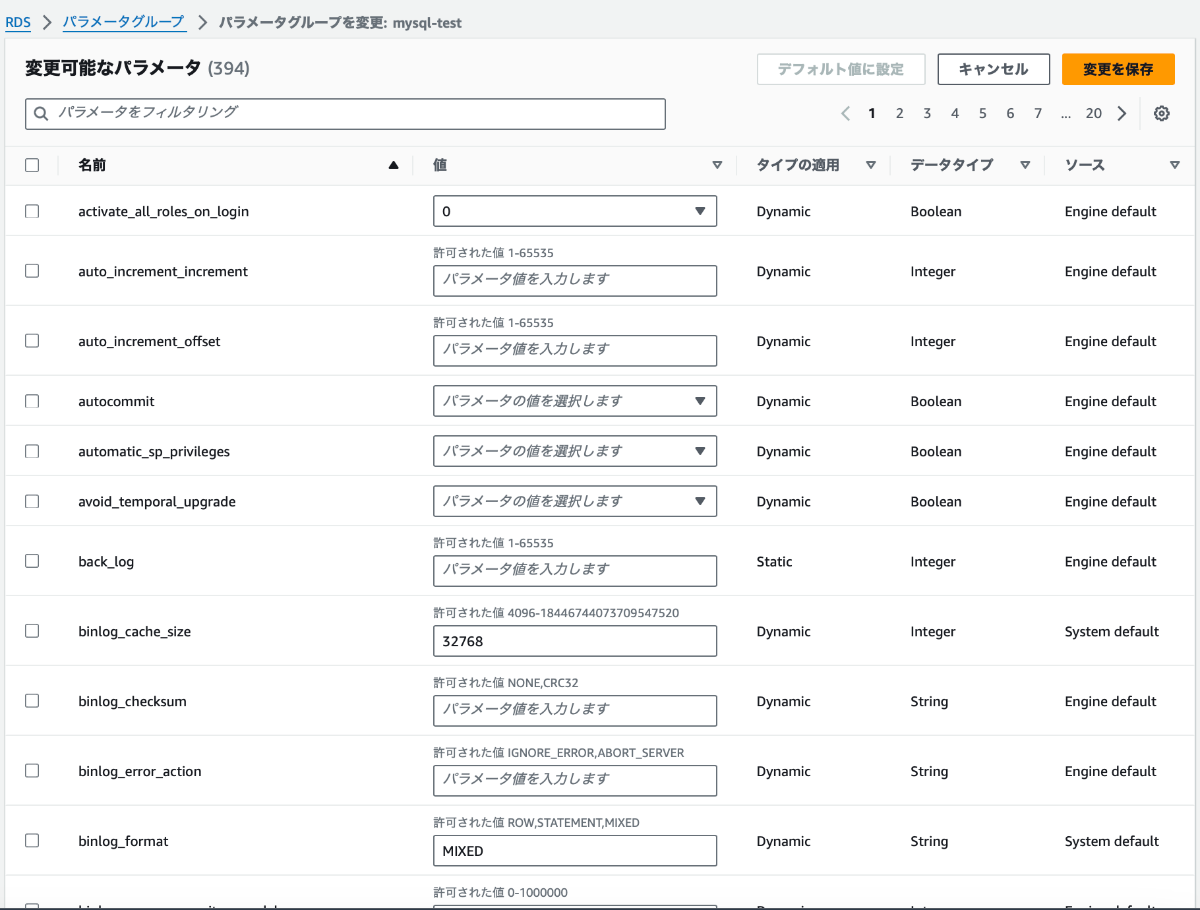 RDS > パラメータグループ > パラメータグループを変更: mysql-test
変更可能なパラメータ (394)
デフォルト値に設定 キャンセル 変更を保存
パラメータをフィルタリング
1 2 3 4 5 6 7 ... 20
名前 値 タイプの適用 データタイプ ソース
activate_all_roles_on_login 0 Dynamic Boolean Engine default
許可された値 1-65535
auto_increment_increment パラメータ値を入力します Dynamic Integer Engine default
許可された値 1-65535
auto_increment_offset パラメータ値を入力します Dynamic Integer Engine default
autocommit パラメータの値を選択します Dynamic Boolean Engine default
automatic_sp_privileges パラメータの値を選択します Dynamic Boolean Engine default
avoid_temporal_upgrade パラメータの値を選択します Dynamic Boolean Engine default
許可された値 1-65535
back_log パラメータ値を入力します Static Integer Engine default
許可された値 4096-18446744073709547520
binlog_cache_size 32768 Dynamic Integer System default
許可された値 NONE,CRC32
binlog_checksum パラメータ値を入力します Dynamic String Engine default
許可された値 IGNORE_ERROR,ABORT_SERVER
binlog_error_action パラメータ値を入力します Dynamic String Engine default
許可された値 ROW,STATEMENT,MIXED
binlog_format MIXED Dynamic String System default
許可された値 0-1000000